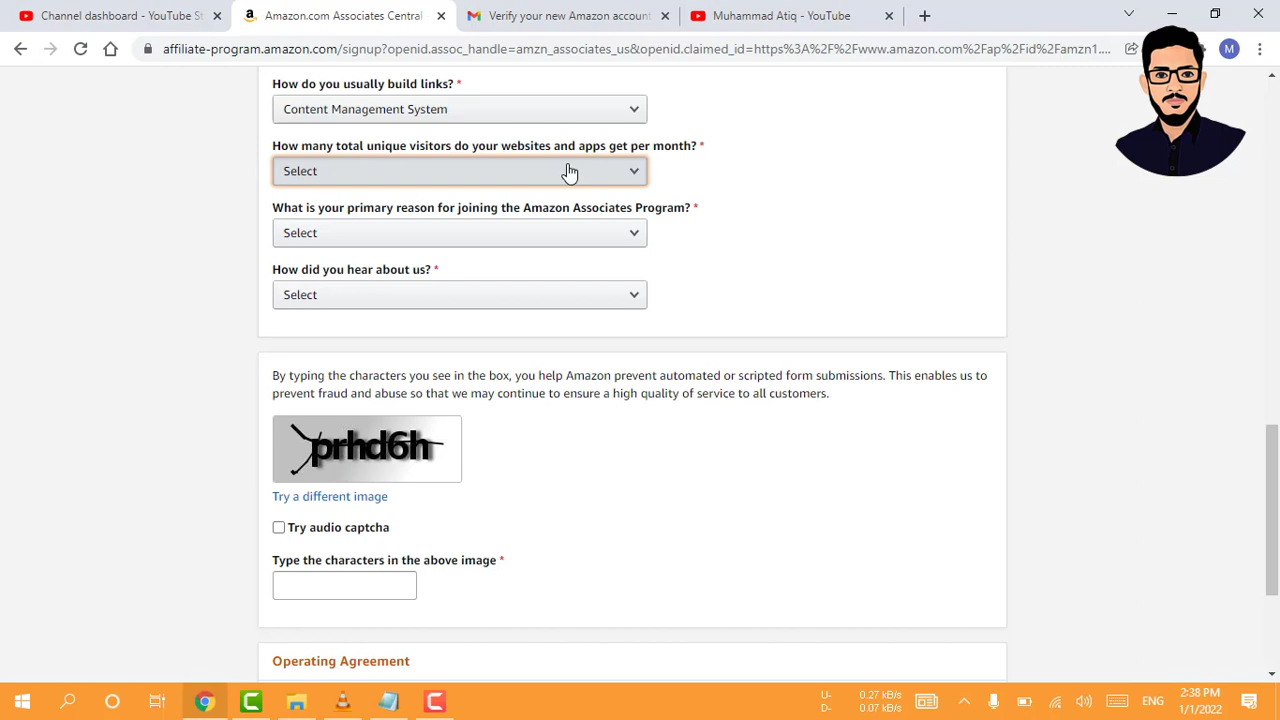 Channel dashboard - YouTube St
Amazon.com Associates Central -
Verify your new Amazon account
Muhammad Atiq - YouTube
affiliate-program.amazon.com/signup?openid.assoc_handle=amzn_associates_us&openid.claimed_id=https%3A%2F%2Fwww.amazon.com%2Fap%2Fid%2Famzn1....
M
How do you usually build links? *
Content Management System
How many total unique visitors do your websites and apps get per month? *
Select
What is your primary reason for joining the Amazon Associates Program? *
Select
How did you hear about us? *
Select
By typing the characters you see in the box, you help Amazon prevent automated or scripted form submissions. This enables us to
prevent fraud and abuse so that we may continue to ensure a high quality of service to all customers.
prhd6h
Try a different image
Try audio captcha
Type the characters in the above image *
Operating Agreement
U- 0.27 kB/s
D- 0.07 kB/s
ENG
2:38 PM
1/1/2022